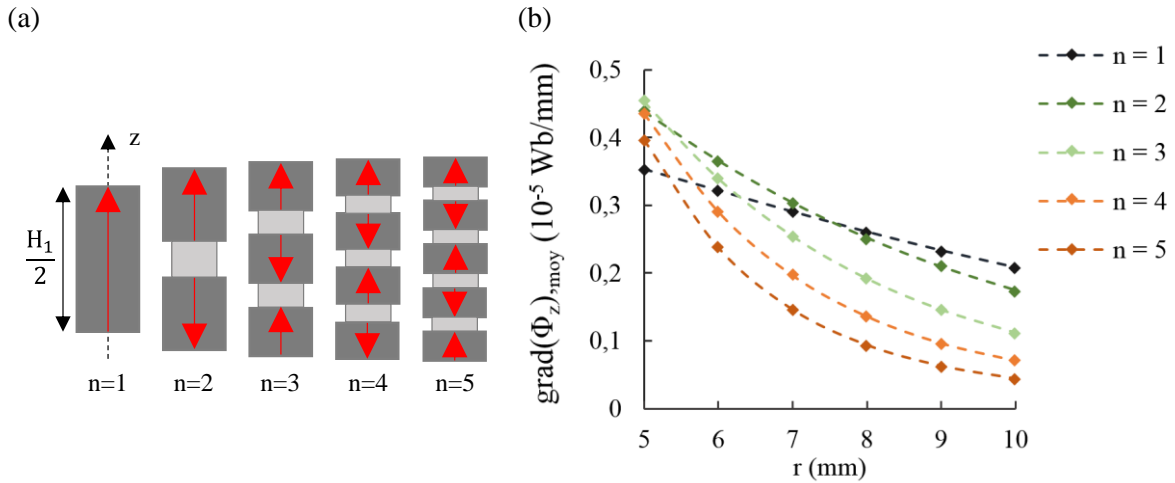 (a)
z
H₁
2
n=1
n=2
n=3
n=4
n=5
(b)
grad(Φz),moy (10⁻⁵ Wb/mm)
0,5
0,4
0,3
0,2
0,1
0
5 6 7 8 9 10
r (mm)
n = 1
n = 2
n = 3
n = 4
n = 5